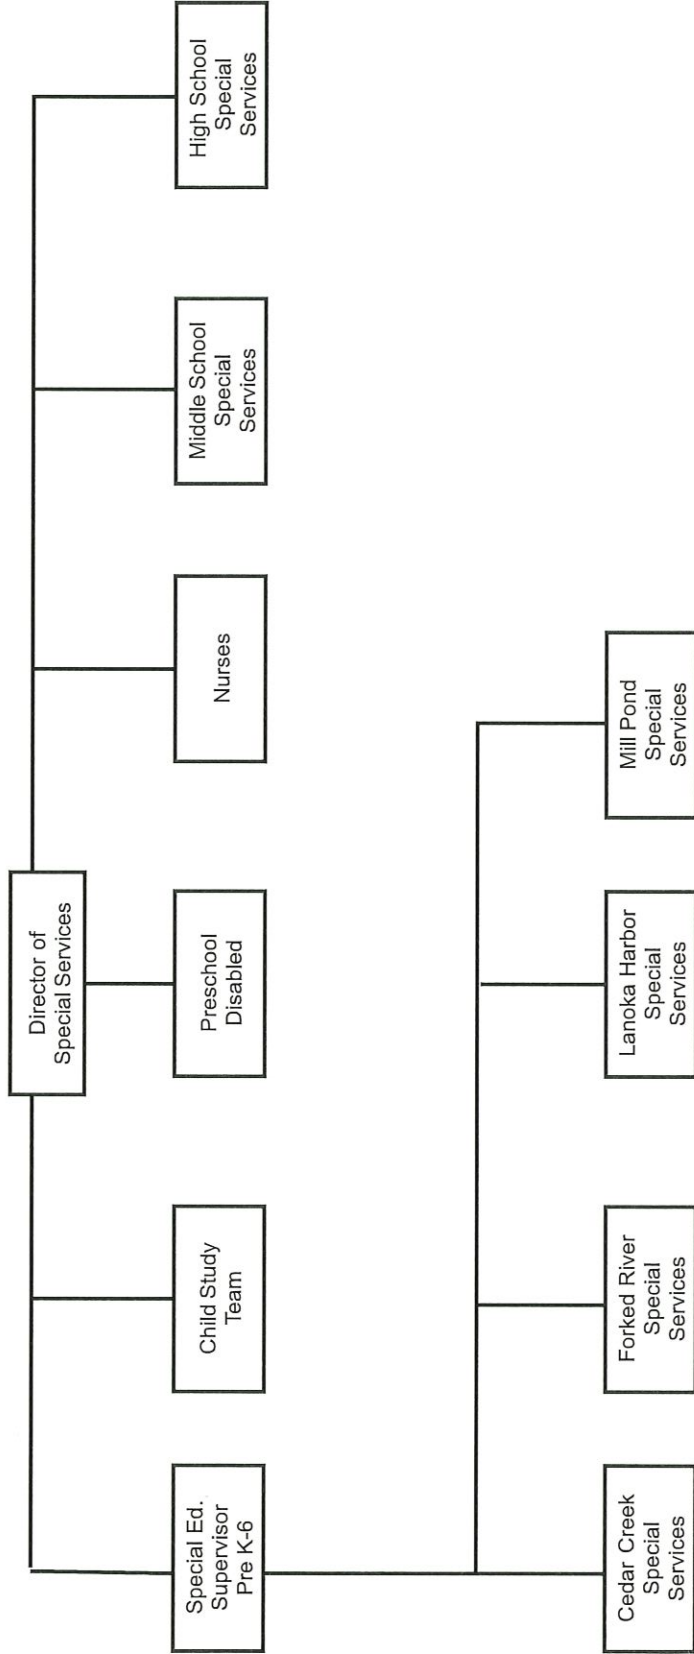 Director of
Special Services
Special Ed.
Supervisor
Pre K-6
Child Study
Team
Preschool
Disabled
Nurses
Middle School
Special
Services
High School
Special
Services
Cedar Creek
Special
Services
Forked River
Special
Services
Lanoka Harbor
Special
Services
Mill Pond
Special
Services